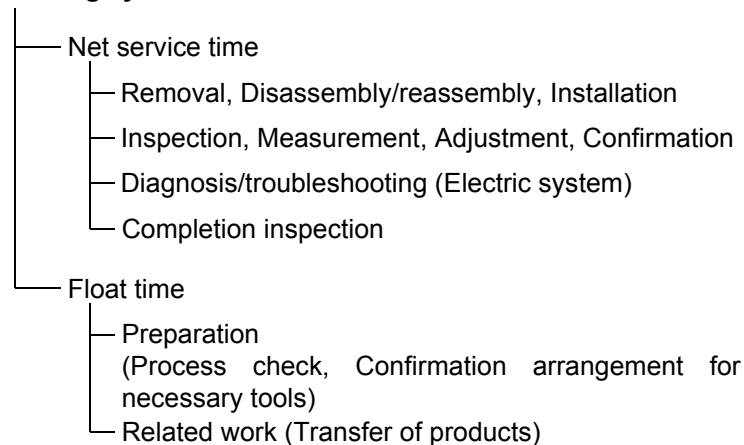 Net service time
Removal, Disassembly/reassembly, Installation
Inspection, Measurement, Adjustment, Confirmation
Diagnosis/troubleshooting (Electric system)
Completion inspection
Float time
Preparation
(Process check, Confirmation arrangement for
necessary tools)
Related work (Transfer of products)